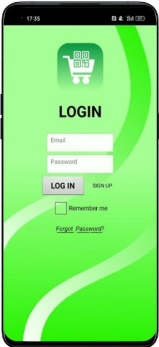 17:35
LOGIN
Email
Password
LOG IN SIGN UP
Remember me
Forgot Password?